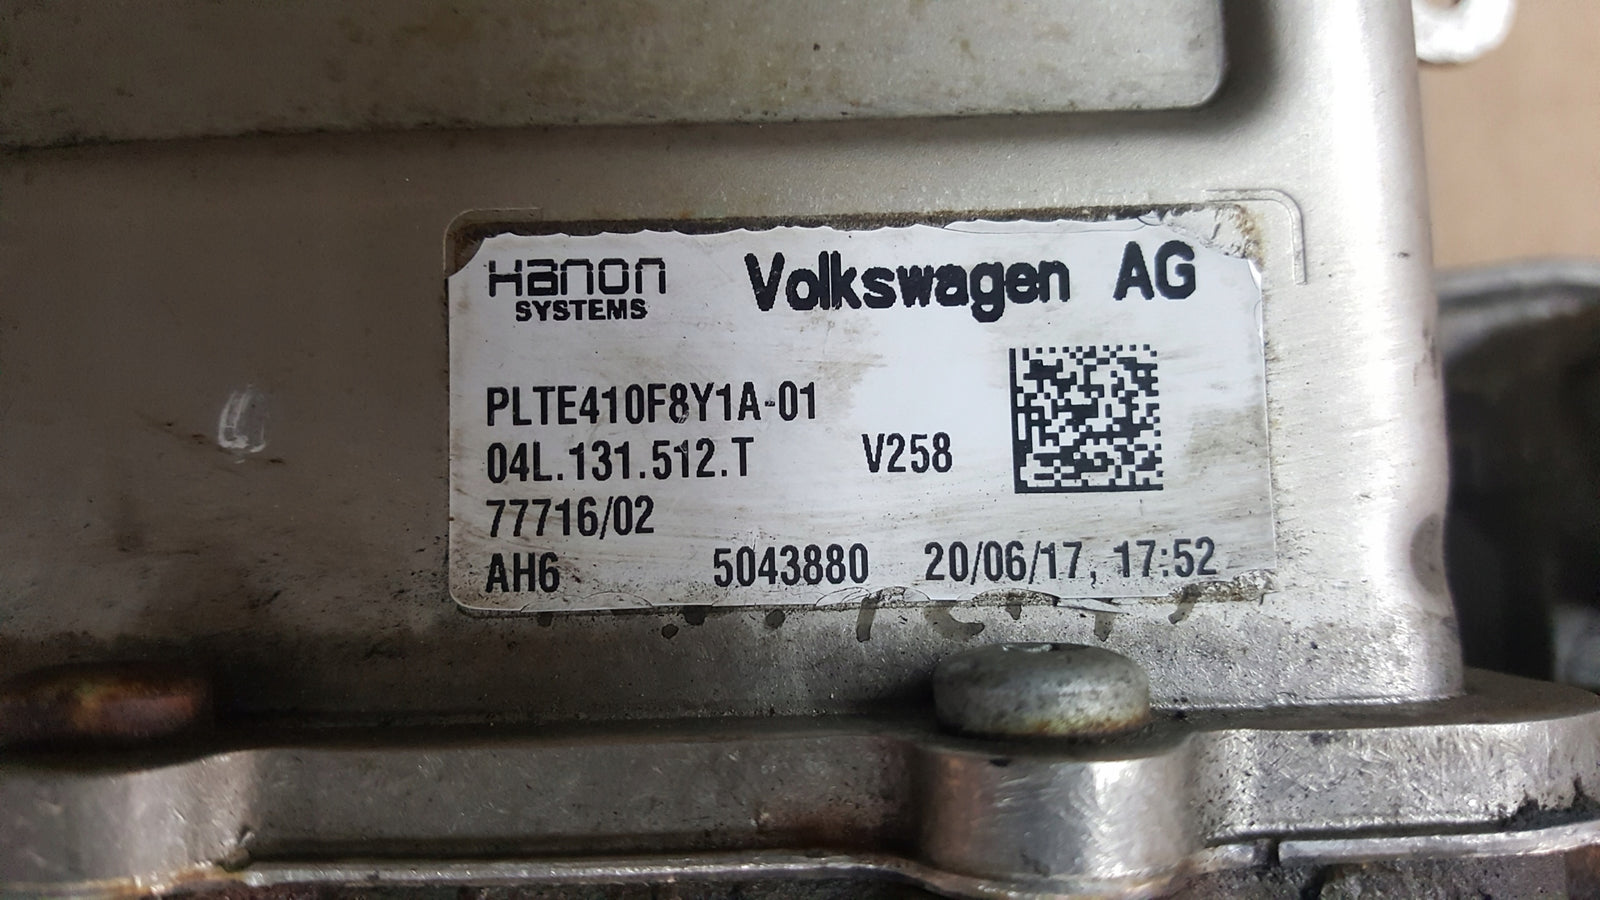 Hanon SYSTEMS
Volkswagen AG
PLTE410F8Y1A-01
04L.131.512.T V258
77716/02
AH6 5043880 20/06/17, 17:52